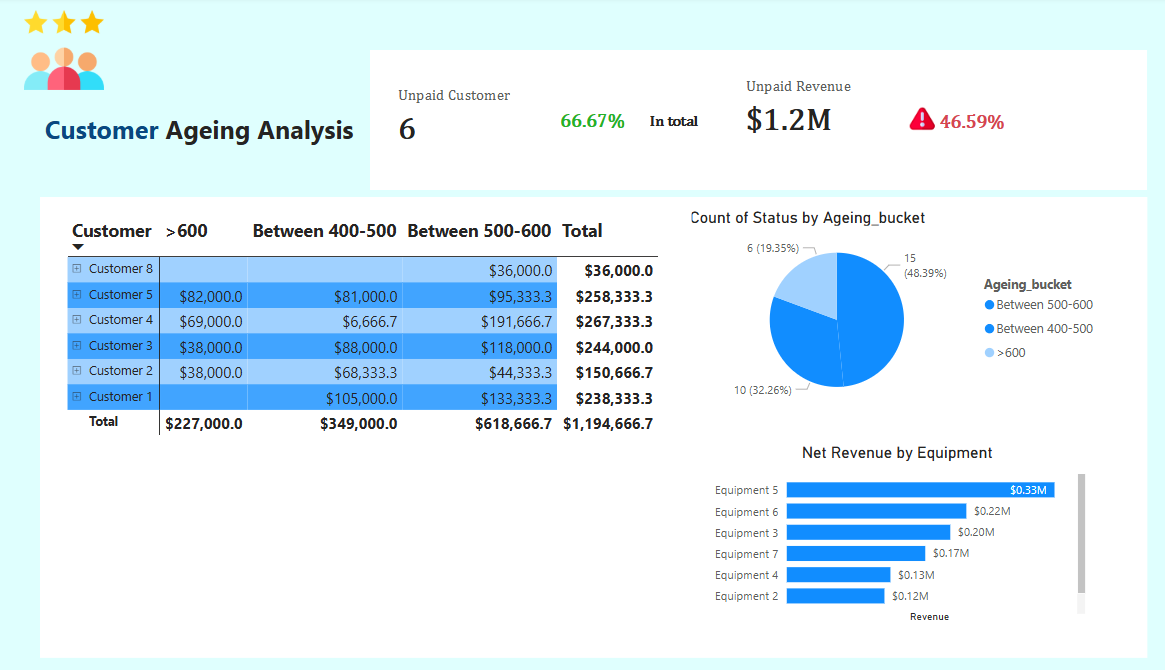 Customer Ageing Analysis
Unpaid Customer
6
66.67%
In total
Unpaid Revenue
$1.2M
46.59%
Customer >600 Between 400-500 Between 500-600 Total
Customer 8 $36,000.0 $36,000.0
Customer 5 $82,000.0 $81,000.0 $95,333.3 $258,333.3
Customer 4 $69,000.0 $6,666.7 $191,666.7 $267,333.3
Customer 3 $38,000.0 $88,000.0 $118,000.0 $244,000.0
Customer 2 $38,000.0 $68,333.3 $44,333.3 $150,666.7
Customer 1 $105,000.0 $133,333.3 $238,333.3
Total $227,000.0 $349,000.0 $618,666.7 $1,194,666.7
Count of Status by Ageing_bucket
6 (19.35%)
15
(48.39%)
10 (32.26%)
Ageing_bucket
Between 500-600
Between 400-500
>600
Net Revenue by Equipment
Equipment 5 $0.33M
Equipment 6 $0.22M
Equipment 3 $0.20M
Equipment 7 $0.17M
Equipment 4 $0.13M
Equipment 2 $0.12M
Revenue